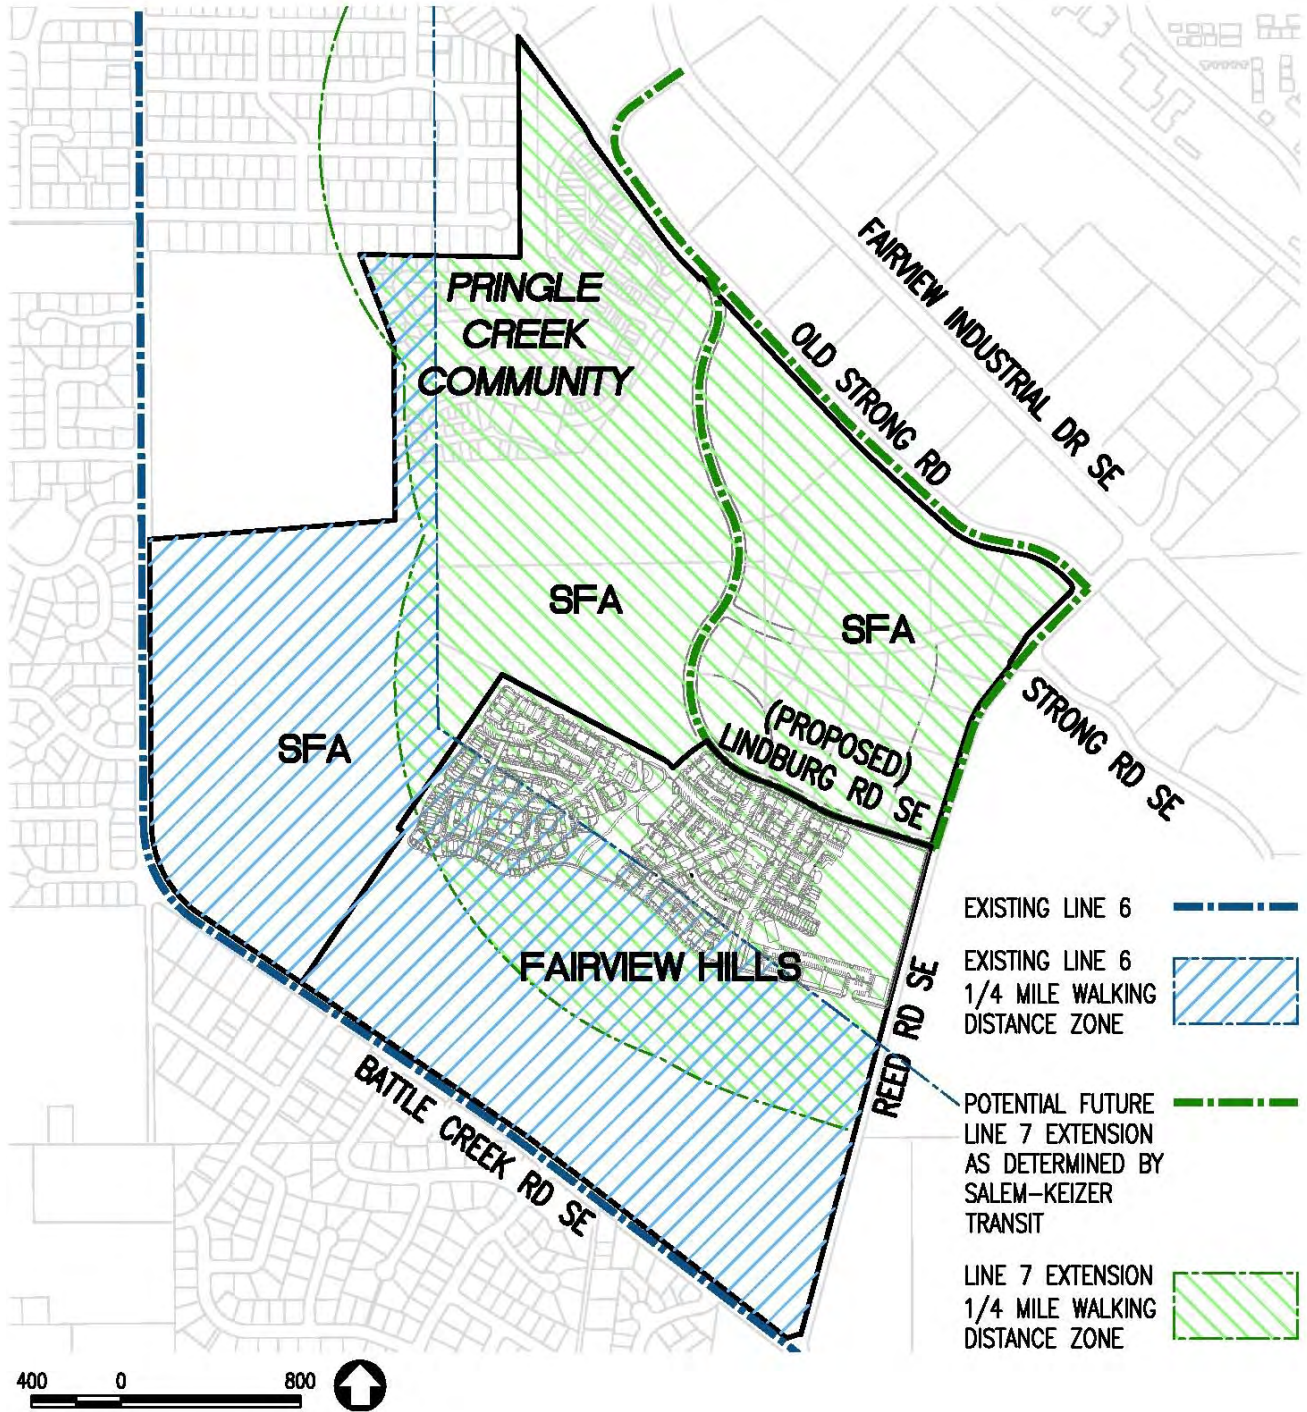 PRINGLE
CREEK
COMMUNITY
FAIRVIEW INDUSTRIAL DR SE
OLD STRONG RD
SFA
SFA
STRONG RD SE
(PROPOSED)
LINDBURG RD SE
SFA
FAIRVIEW HILLS
REED RD SE
BATTLE CREEK RD SE
EXISTING LINE 6
EXISTING LINE 6
1/4 MILE WALKING
DISTANCE ZONE
POTENTIAL FUTURE
LINE 7 EXTENSION
AS DETERMINED BY
SALEM-KEIZER
TRANSIT
LINE 7 EXTENSION
1/4 MILE WALKING
DISTANCE ZONE
400 0 800